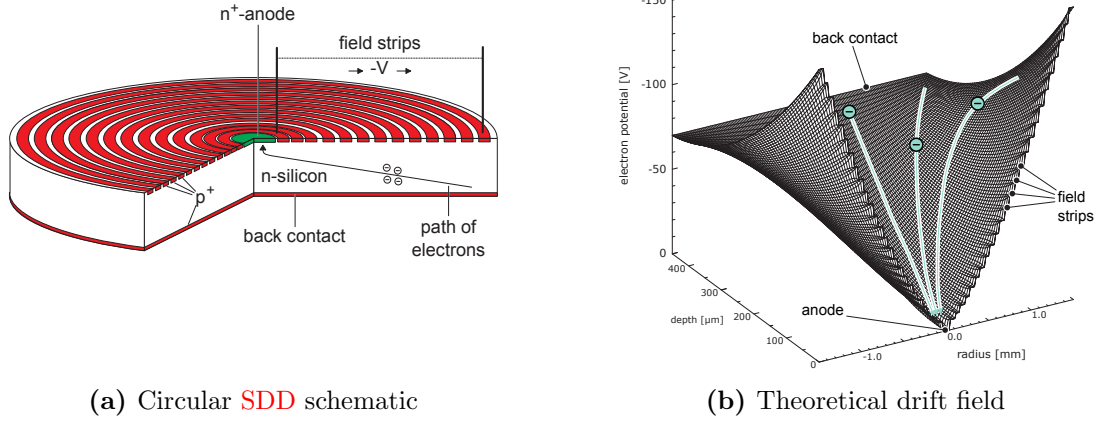 n⁺-anode
field strips
-V
n-silicon
p⁺
back contact
path of
electrons
(a) Circular SDD schematic
-150
back contact
-100
electron potential [V]
-50
field
strips
0
400
300
depth [µm]
200
100
0
anode
-1.0
0.0
1.0
radius [mm]
(b) Theoretical drift field